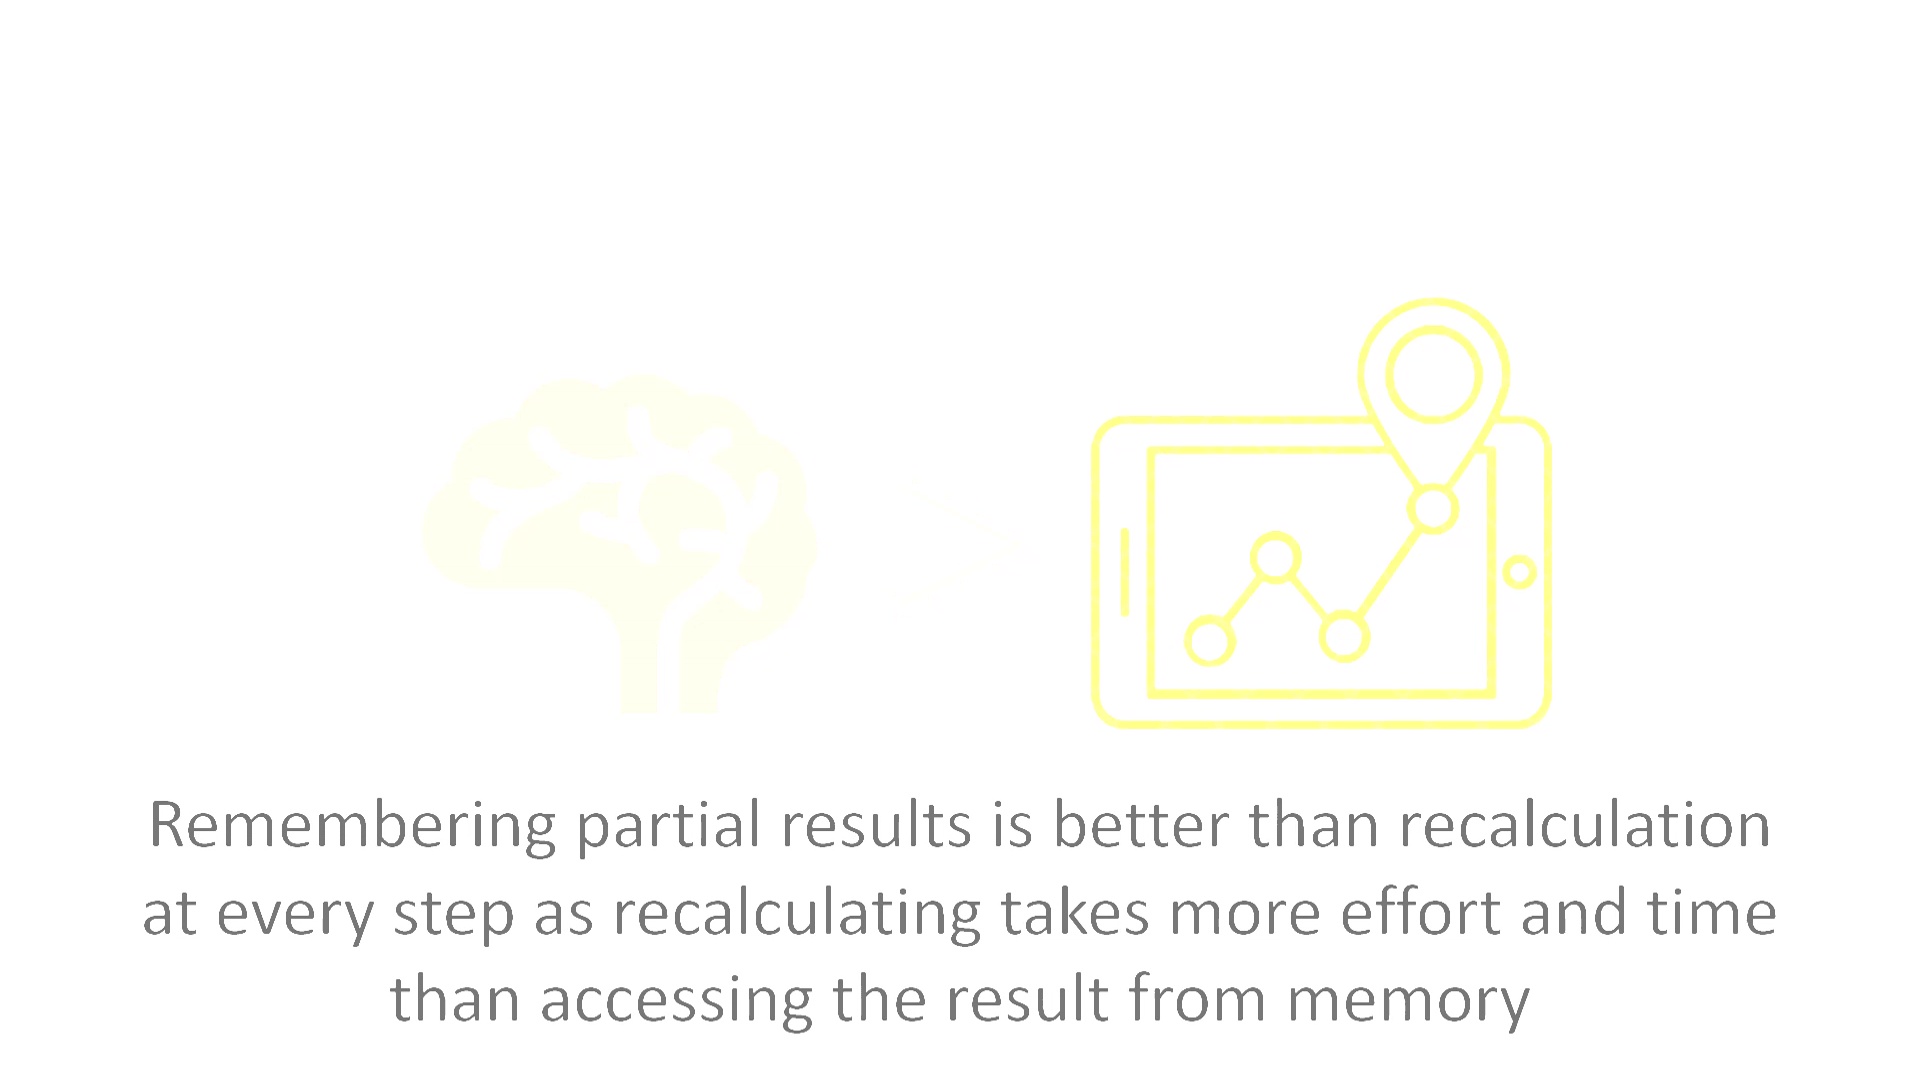 Remembering partial results is better than recalculation
at every step as recalculating takes more effort and time
than accessing the result from memory